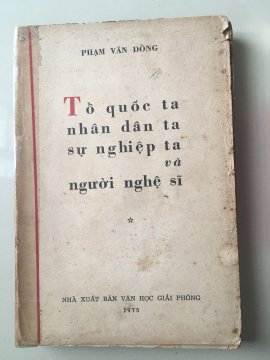 PHẠM VĂN ĐỒNG
Tổ quốc ta
nhân dân ta
sự nghiệp ta
và
người nghệ sĩ
NHÀ XUẤT BẢN VĂN HỌC GIẢI PHÓNG
1975